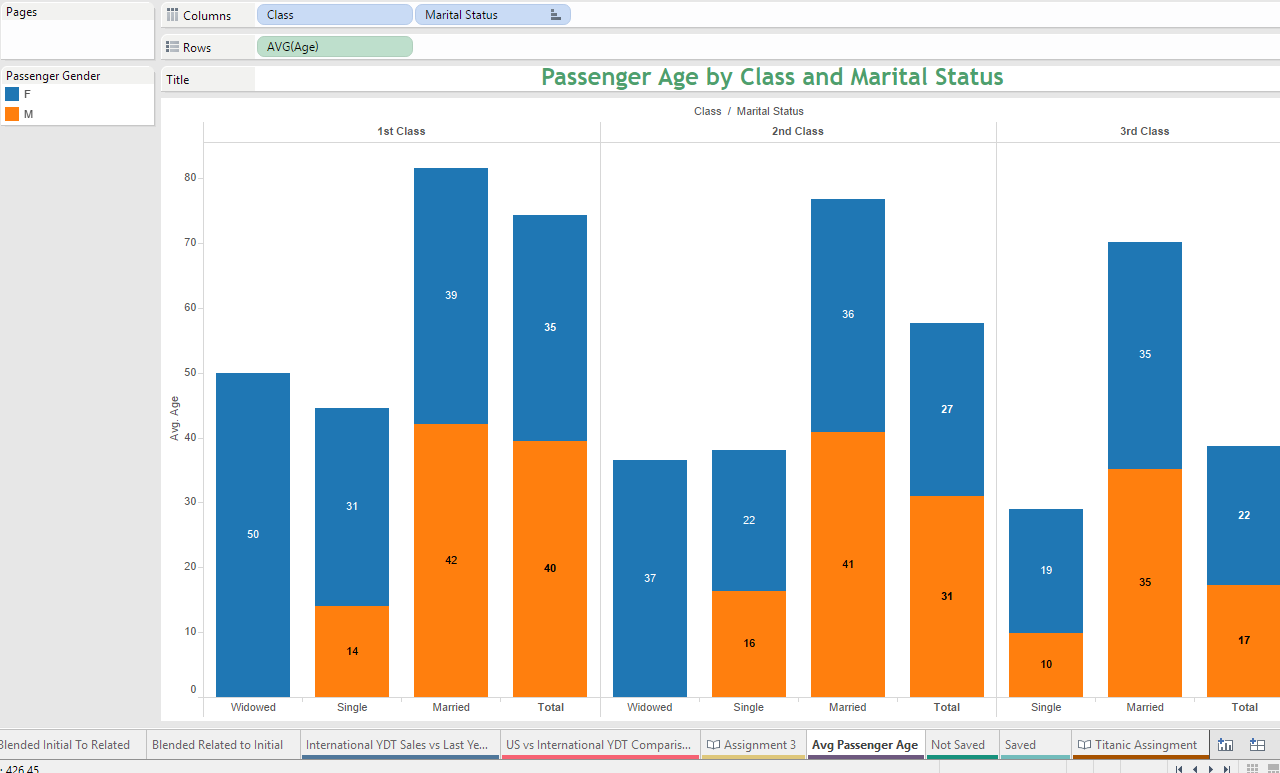 Pages
Columns
Class
Marital Status
Rows
AVG(Age)
Passenger Gender
F
M
Title
Passenger Age by Class and Marital Status
Class / Marital Status
1st Class
2nd Class
3rd Class
Avg. Age
80
70
60
50
40
30
20
10
0
50
31
14
39
42
35
40
37
22
16
36
41
27
31
19
10
35
35
22
17
Widowed
Single
Married
Total
Widowed
Single
Married
Total
Single
Married
Total
Blended Initial To Related
Blended Related to Initial
International YDT Sales vs Last Ye...
US vs International YDT Comparis...
Assignment 3
Avg Passenger Age
Not Saved
Saved
Titanic Assingment
: 426.45